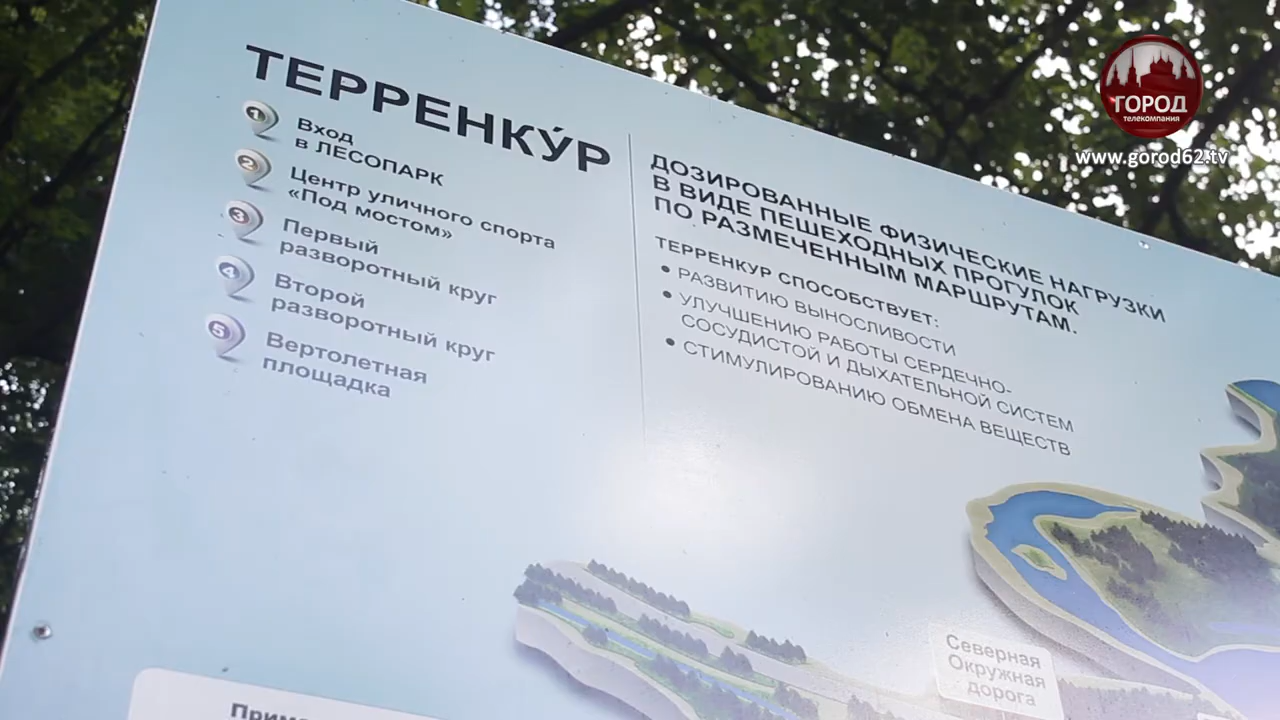 ТЕРРЕНКУ́Р
1 Вход
в ЛЕСОПАРК
2 Центр уличного спорта
«Под мостом»
3 Первый
разворотный круг
4 Второй
разворотный круг
5 Вертолетная
площадка
ДОЗИРОВАННЫЕ ФИЗИЧЕСКИЕ НАГРУЗКИ
В ВИДЕ ПЕШЕХОДНЫХ ПРОГУЛОК
ПО РАЗМЕЧЕННЫМ МАРШРУТАМ.
ТЕРРЕНКУР СПОСОБСТВУЕТ:
• РАЗВИТИЮ ВЫНОСЛИВОСТИ
• УЛУЧШЕНИЮ РАБОТЫ СЕРДЕЧНО-
СОСУДИСТОЙ И ДЫХАТЕЛЬНОЙ СИСТЕМ
• СТИМУЛИРОВАНИЮ ОБМЕНА ВЕЩЕСТВ
Северная
Окружная
дорога
ГОРОД
телекомпания
www.gorod62.tv